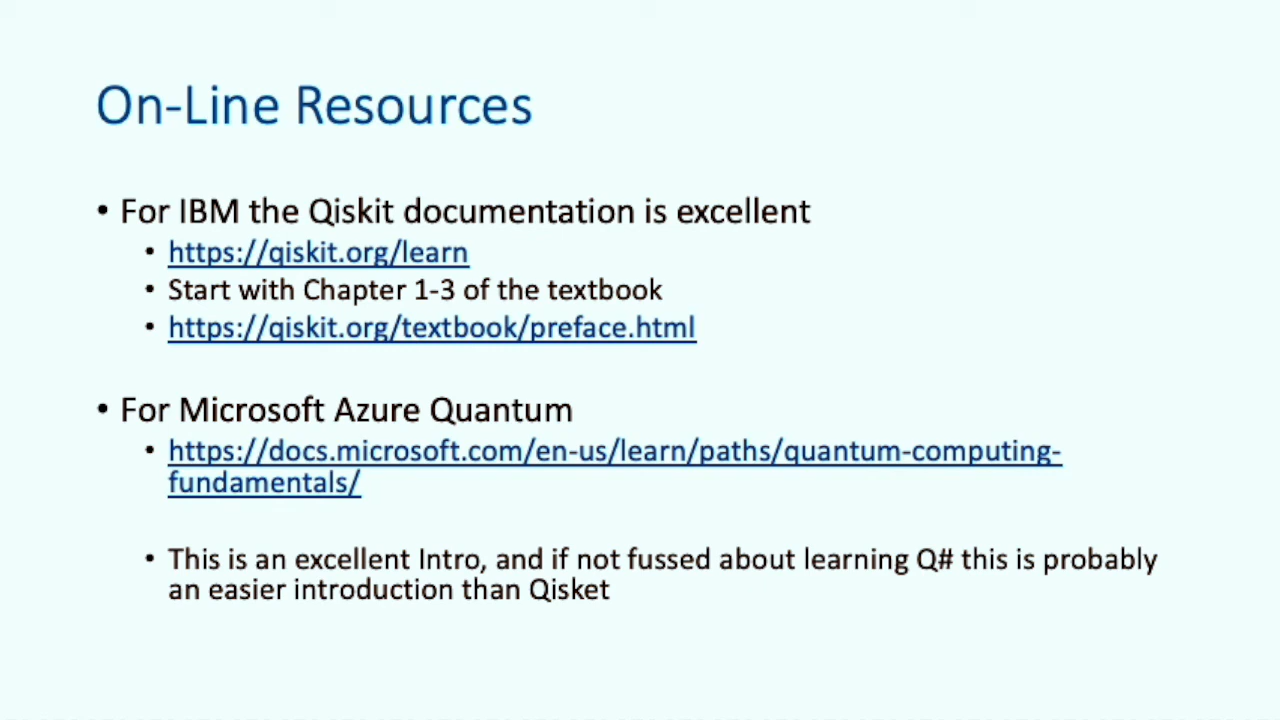 On-Line Resources
• For IBM the Qiskit documentation is excellent
• https://qiskit.org/learn
• Start with Chapter 1-3 of the textbook
• https://qiskit.org/textbook/preface.html
• For Microsoft Azure Quantum
• https://docs.microsoft.com/en-us/learn/paths/quantum-computing-
fundamentals/
• This is an excellent Intro, and if not fussed about learning Q# this is probably
an easier introduction than Qisket